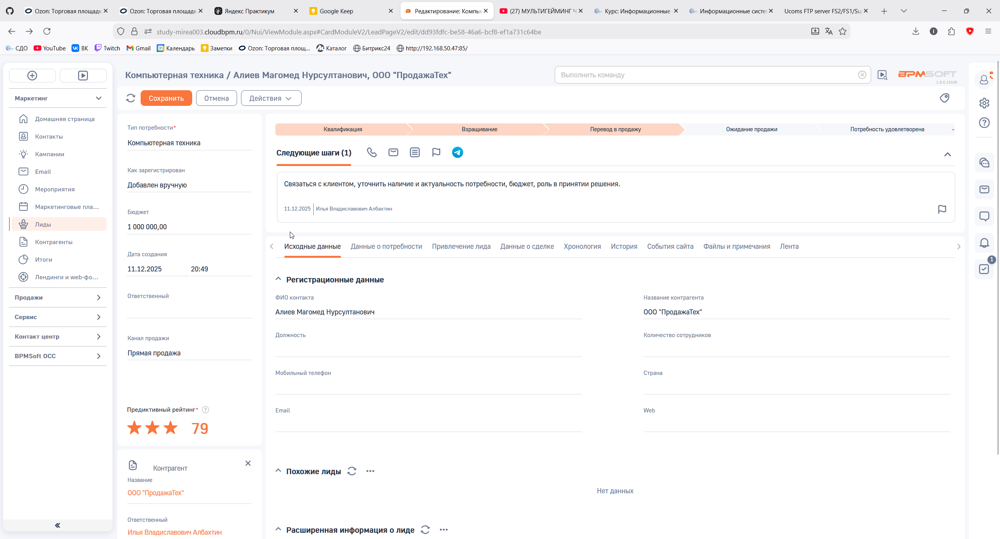 Ozon: Торговая площадк
Ozon: Торговая площадк
Яндекс Практикум
Google Keep
Редактирование: Компьк
(27) МУЛЬТИГЕЙМИНГ Ч
Курс: Информационные
Информационные систе
Ucoms FTP server FS2/FS1/Su
study-mirea003.cloudbpm.ru/0/Nui/ViewModule.aspx#CardModuleV2/LeadPageV2/edit/dd93fdfc-be58-46a6-bcf8-ef1a731c64be
СДО
YouTube
ВК
Twitch
Gmail
Календарь
Заметки
Ozon: Торговая площ...
Каталог
Битрикс24
http://192.168.50.47:85/
Компьютерная техника / Алиев Магомед Нурсултанович, ООО "ПродажаТех"
Выполнить команду
BPMSOFT
1.8.0.19108
Сохранить
Отмена
Действия
Маркетинг
Домашняя страница
Контакты
Кампании
Email
Мероприятия
Маркетинговые пла...
Лиды
Контрагенты
Итоги
Лендинги и web-фо...
Продажи
Сервис
Контакт центр
BPMSoft ОСС
Тип потребности*
Компьютерная техника
Как зарегистрирован
Добавлен вручную
Бюджет
1 000 000,00
Дата создания
11.12.2025
20:49
Ответственный
Канал продажи
Прямая продажа
Предиктивный рейтинг*
79
Контрагент
Название
ООО "ПродажаТех"
Ответственный
Илья Владиславович Албахтин
Квалификация
Взращивание
Перевод в продажу
Ожидание продажи
Потребность удовлетворена
Следующие шаги (1)
Связаться с клиентом, уточнить наличие и актуальность потребности, бюджет, роль в принятии решения.
11.12.2025
Илья Владиславович Албахтин
Исходные данные
Данные о потребности
Привлечение лида
Данные о сделке
Хронология
История
События сайта
Файлы и примечания
Лента
Регистрационные данные
ФИО контакта
Название контрагента
Алиев Магомед Нурсултанович
ООО "ПродажаТех"
Должность
Количество сотрудников
Мобильный телефон
Страна
Email
Web
Похожие лиды
Нет данных
Расширенная информация о лиде
1